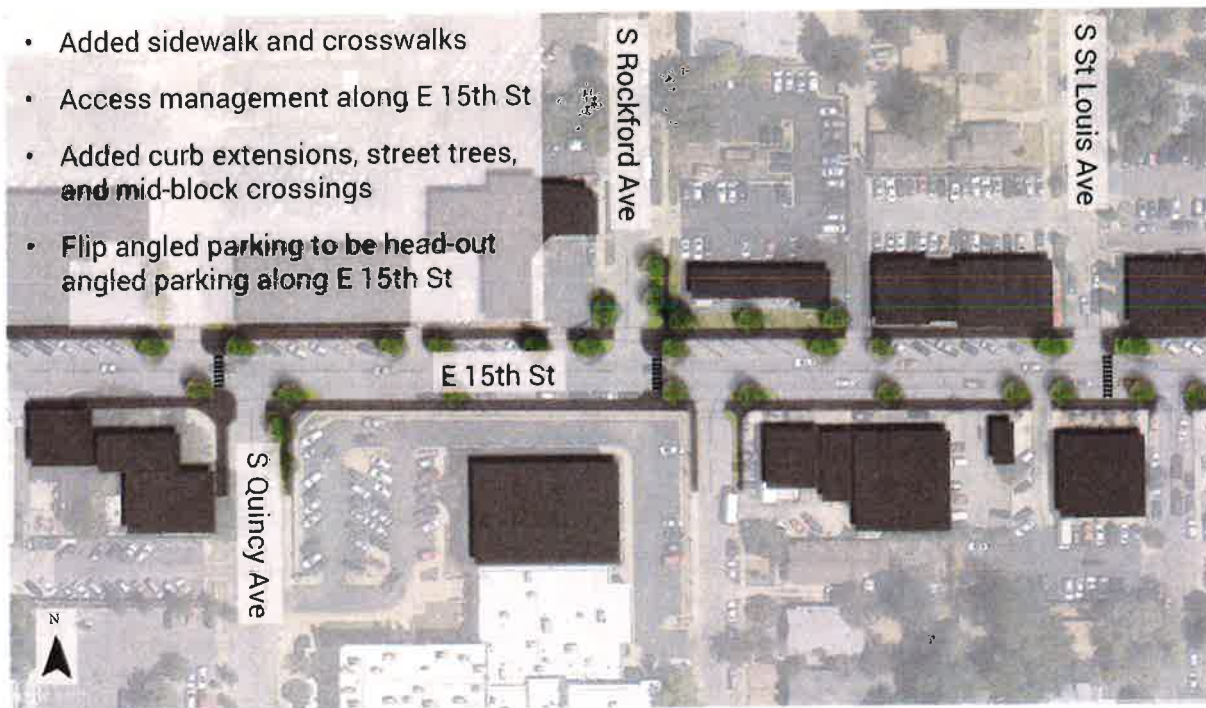 • Added sidewalk and crosswalks
• Access management along E 15th St
• Added curb extensions, street trees,
and mid-block crossings
• Flip angled parking to be head-out
angled parking along E 15th St
S Rockford Ave
S St Louis Ave
E 15th St
S Quincy Ave
N